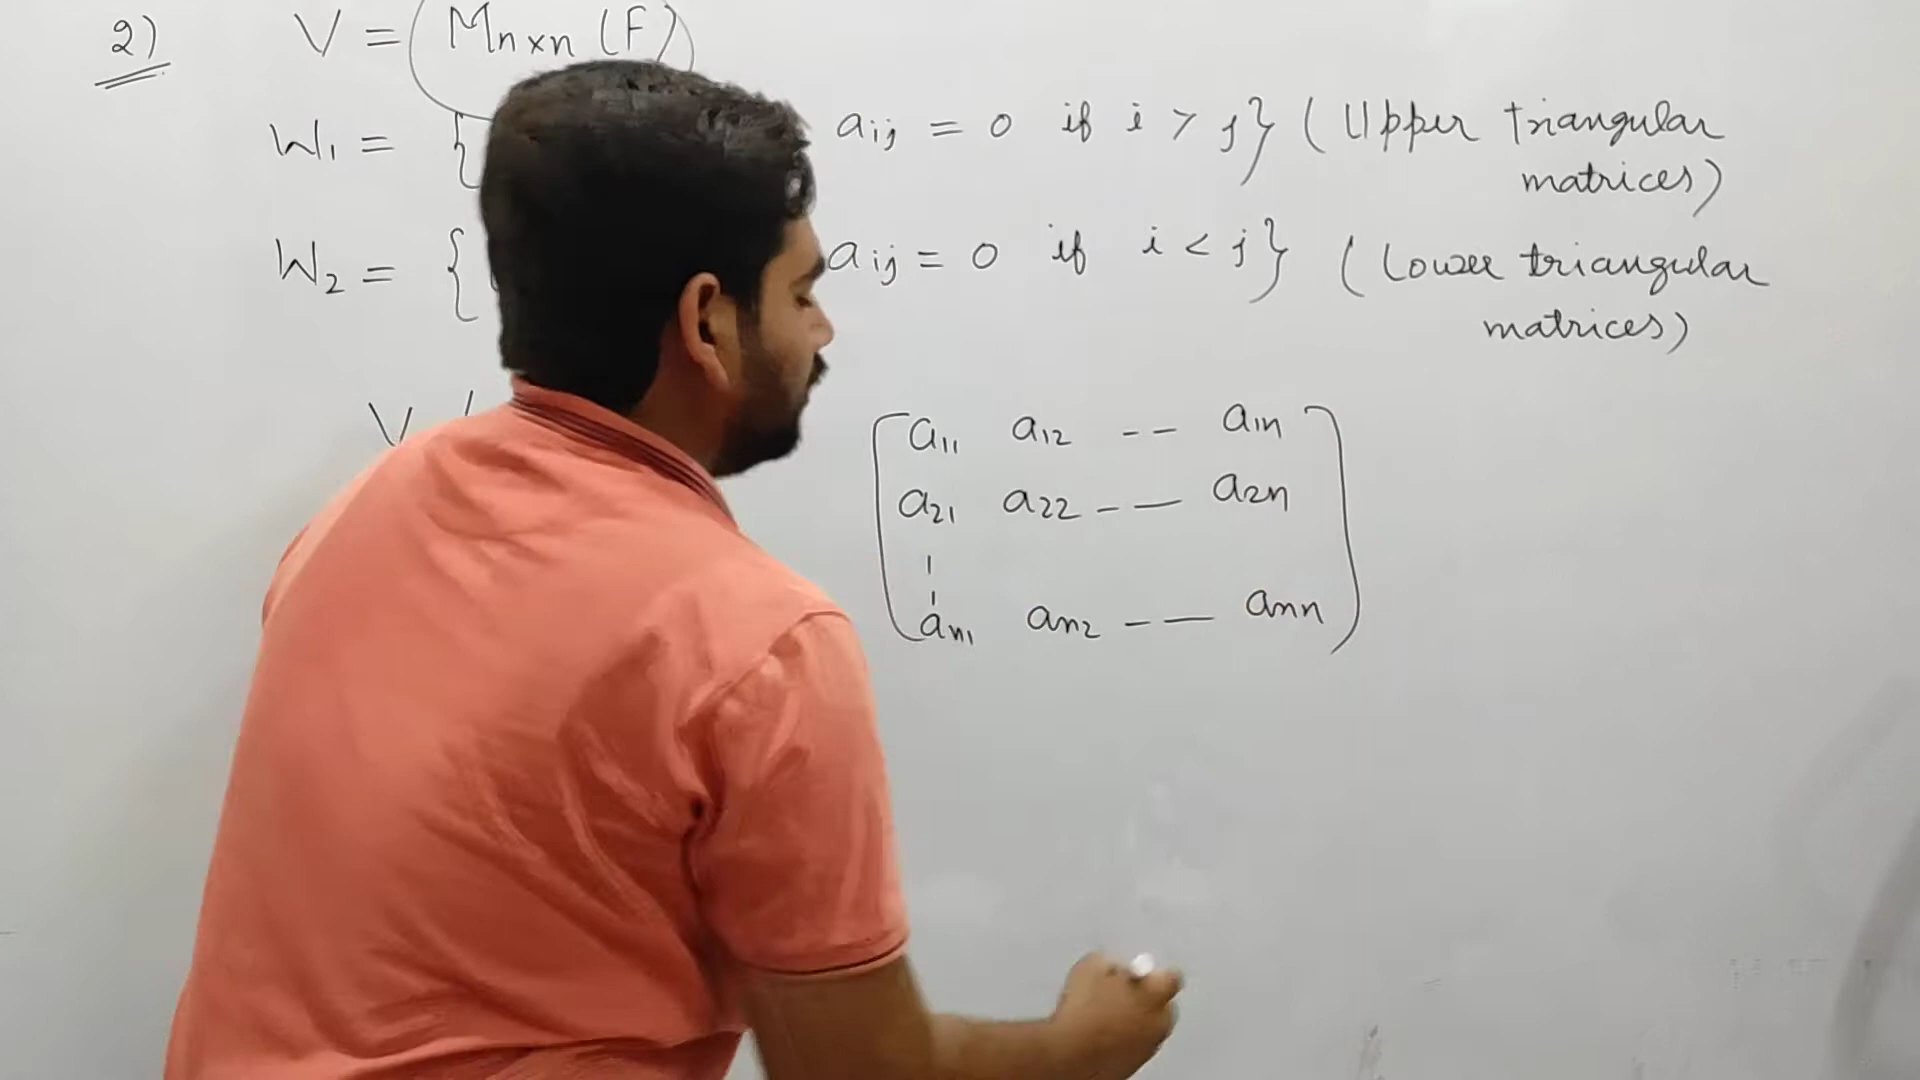 2) V = M n×n (F)
W₁ = { aᵢⱼ = 0 if i > j} (Upper triangular
matrices)
W₂ = { aᵢⱼ = 0 if i < j} (Lower triangular
matrices)
V
a₁₁ a₁₂ -- a₁ₙ
a₂₁ a₂₂ -- a₂ₙ
aₙ₁ aₙ₂ -- aₙₙ